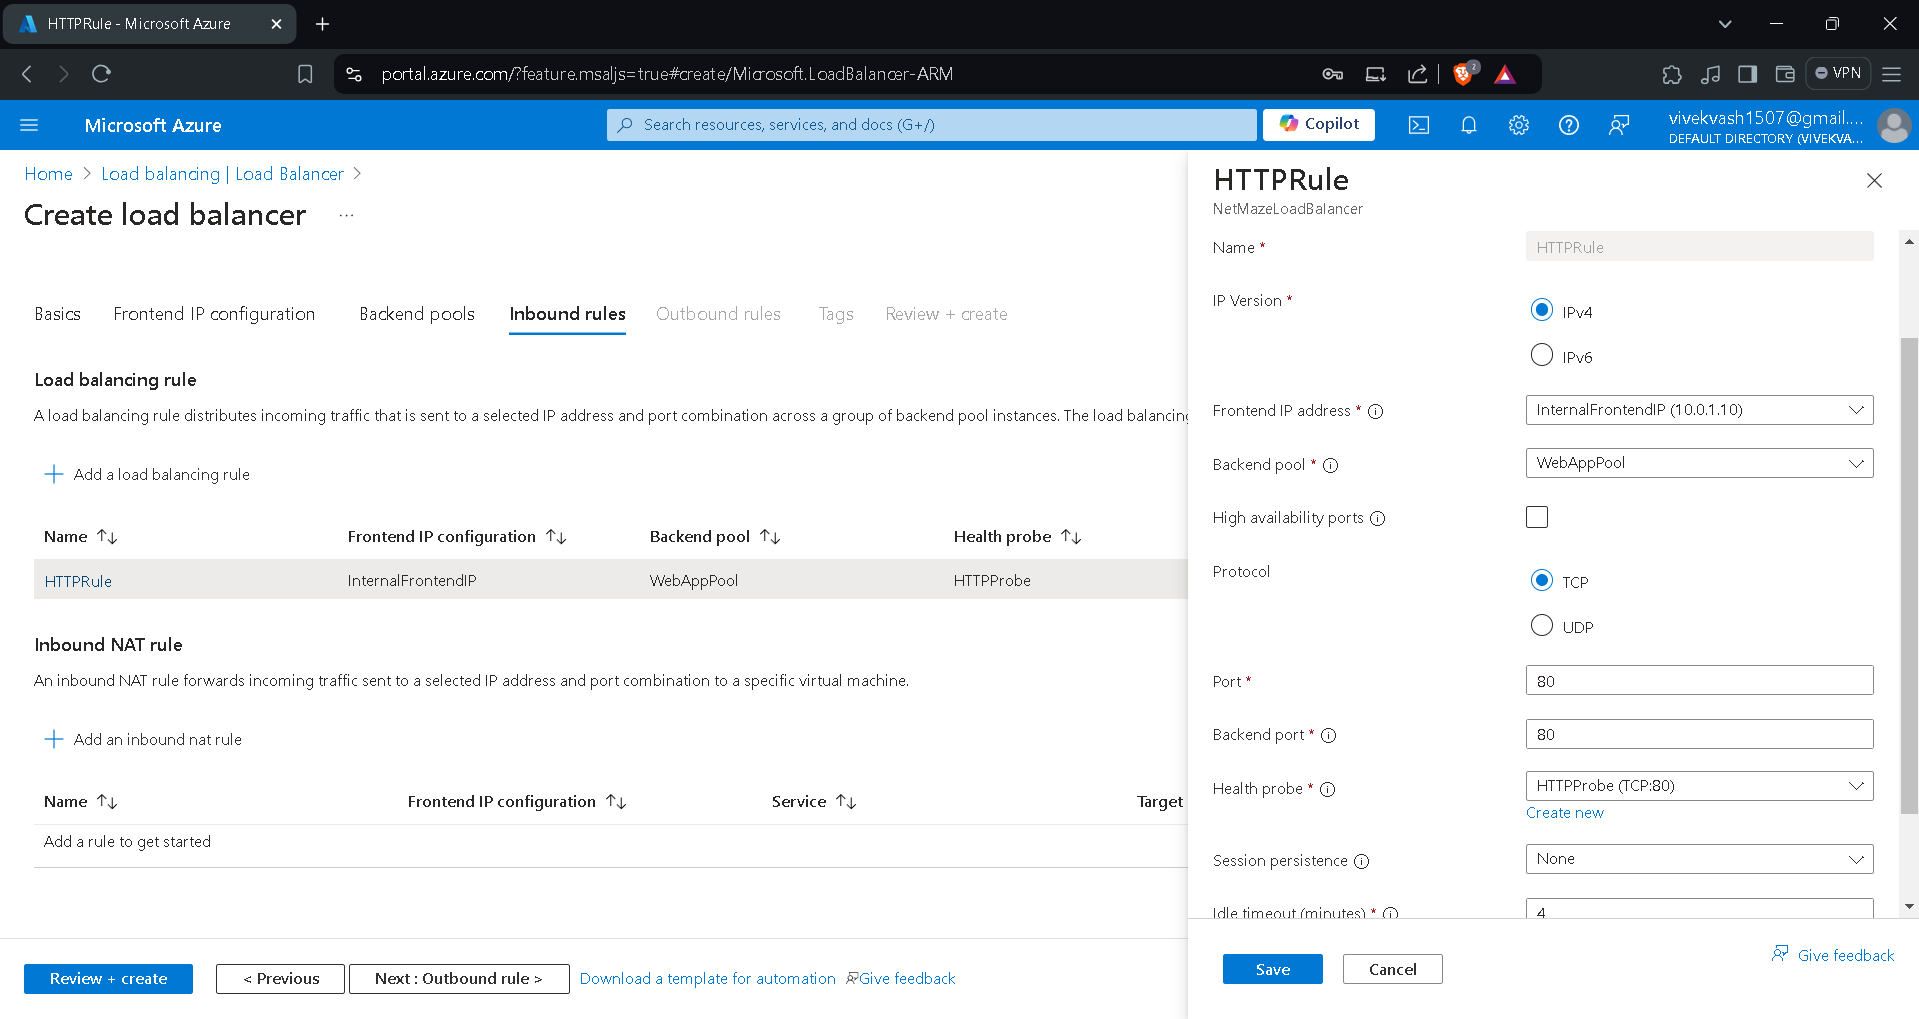 HTTPRule - Microsoft Azure
portal.azure.com/?feature.msaljs=true#create/Microsoft.LoadBalancer-ARM
2
VPN
Microsoft Azure
Search resources, services, and docs (G+/)
Copilot
vivekvash1507@gmail....
DEFAULT DIRECTORY (VIVEKVA...
Home > Load balancing | Load Balancer >
Create load balancer ...
Basics
Frontend IP configuration
Backend pools
Inbound rules
Outbound rules
Tags
Review + create
Load balancing rule
A load balancing rule distributes incoming traffic that is sent to a selected IP address and port combination across a group of backend pool instances. The load balancing
+ Add a load balancing rule
Name Frontend IP configuration Backend pool Health probe
HTTPRule InternalFrontendIP WebAppPool HTTPProbe
Inbound NAT rule
An inbound NAT rule forwards incoming traffic sent to a selected IP address and port combination to a specific virtual machine.
+ Add an inbound nat rule
Name Frontend IP configuration Service Target
Add a rule to get started
Review + create
< Previous
Next : Outbound rule >
Download a template for automation
Give feedback
HTTPRule
NetMazeLoadBalancer
Name * HTTPRule
IP Version * IPv4
IPv6
Frontend IP address * InternalFrontendIP (10.0.1.10)
Backend pool * WebAppPool
High availability ports
Protocol TCP
UDP
Port * 80
Backend port * 80
Health probe * HTTPProbe (TCP:80)
Create new
Session persistence None
Idle timeout (minutes) * 4
Save
Cancel
Give feedback